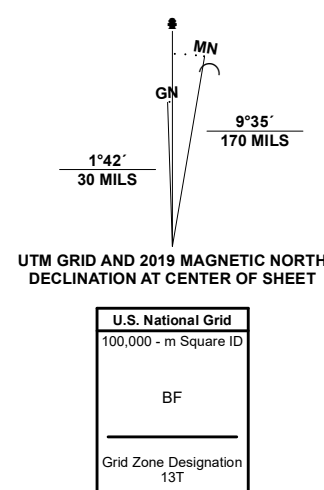 MN
GN
9°35´
170 MILS
1°42´
30 MILS
UTM GRID AND 2019 MAGNETIC NORTH
DECLINATION AT CENTER OF SHEET
U.S. National Grid
100,000 - m Square ID
BF
Grid Zone Designation
13T